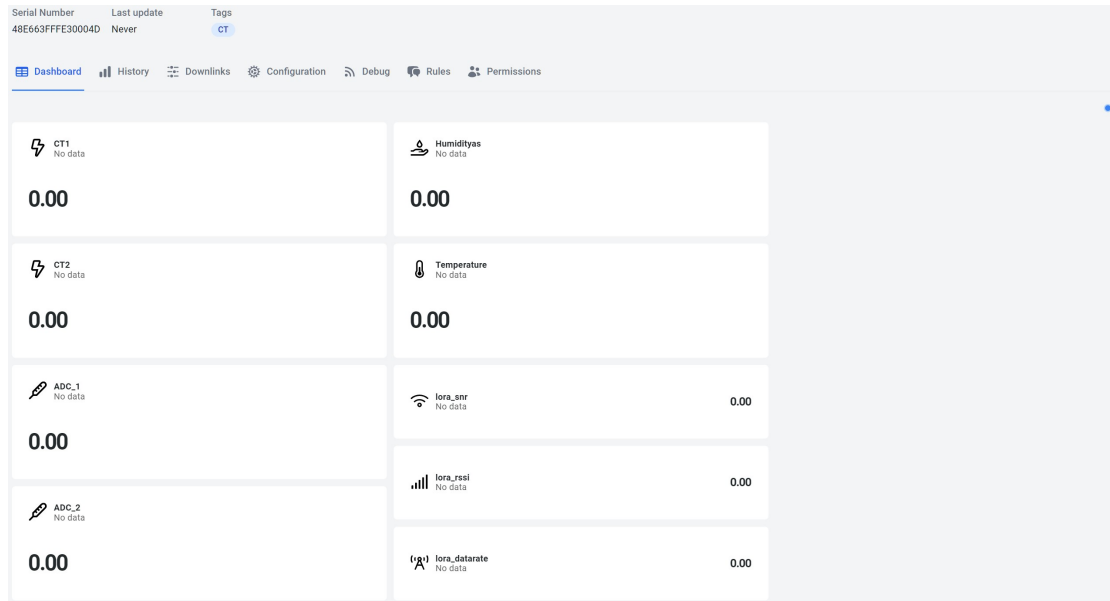 Serial Number Last update Tags
48E663FFFE30004D Never CT
Dashboard History Downlinks Configuration Debug Rules Permissions
CT1
No data
0.00
CT2
No data
0.00
ADC_1
No data
0.00
ADC_2
No data
0.00
Humidityas
No data
0.00
Temperature
No data
0.00
lora_snr
No data
0.00
lora_rssi
No data
0.00
lora_datarate
No data
0.00